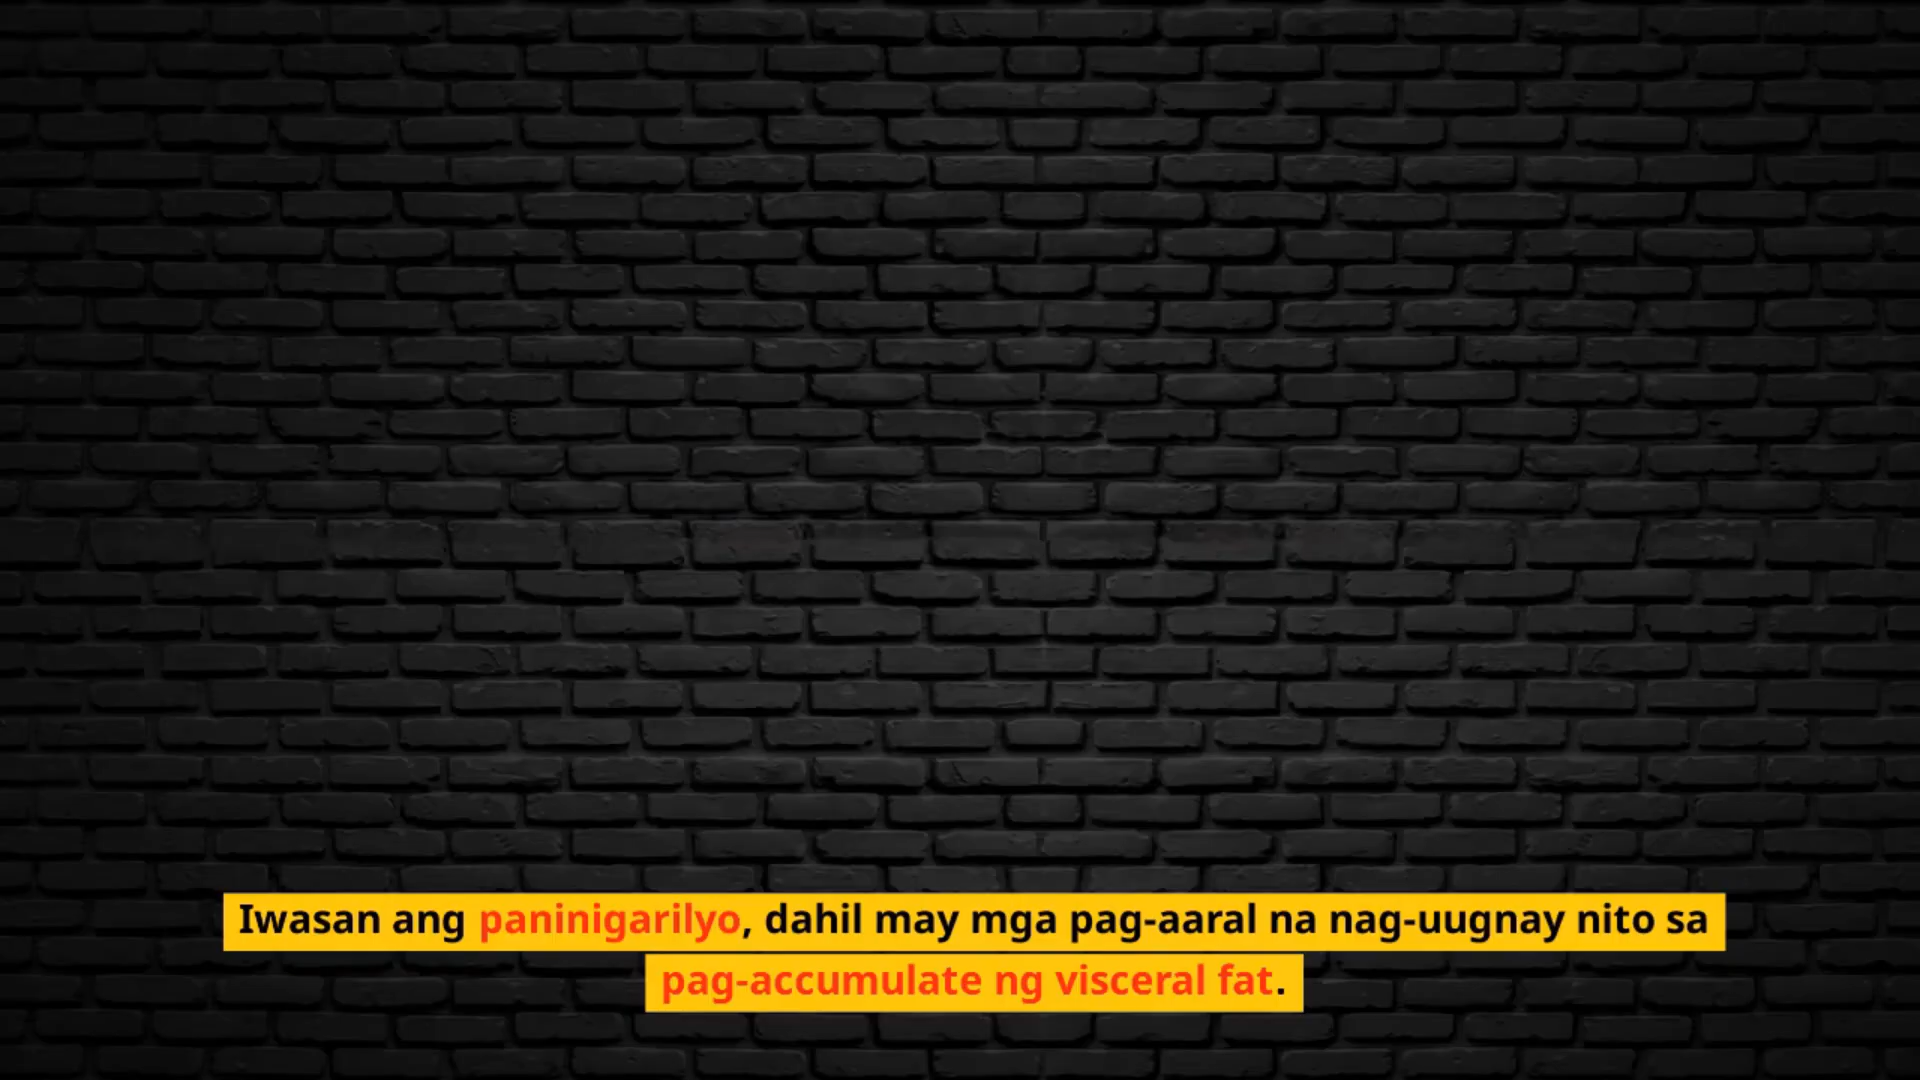 Iwasan ang paninigarilyo, dahil may mga pag-aaral na nag-uugnay nito sa
pag-accumulate ng visceral fat.